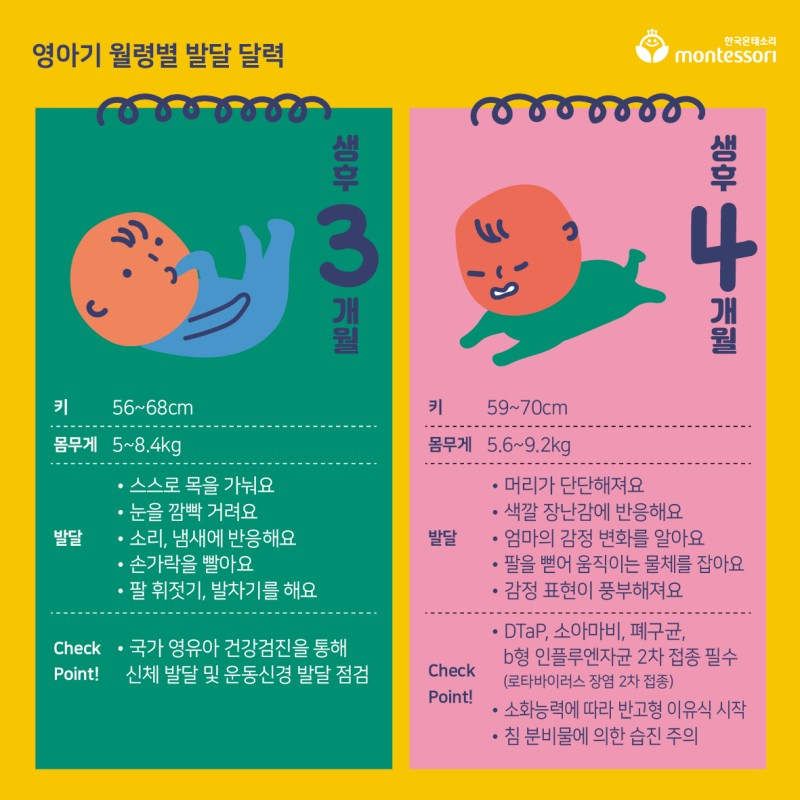 영아기 월령별 발달 달력
한국몬테소리
montessori
생후
3
개월
키 56~68cm
몸무게 5~8.4kg
발달
• 스스로 목을 가눠요
• 눈을 깜빡 거려요
• 소리, 냄새에 반응해요
• 손가락을 빨아요
• 팔 휘젓기, 발차기를 해요
Check
Point!
• 국가 영유아 건강검진을 통해
신체 발달 및 운동신경 발달 점검
생후
4
개월
키 59~70cm
몸무게 5.6~9.2kg
발달
• 머리가 단단해져요
• 색깔 장난감에 반응해요
• 엄마의 감정 변화를 알아요
• 팔을 뻗어 움직이는 물체를 잡아요
• 감정 표현이 풍부해져요
Check
Point!
• DTaP, 소아마비, 폐구균,
b형 인플루엔자균 2차 접종 필수
(로타바이러스 장염 2차 접종)
• 소화능력에 따라 반고형 이유식 시작
• 침 분비물에 의한 습진 주의